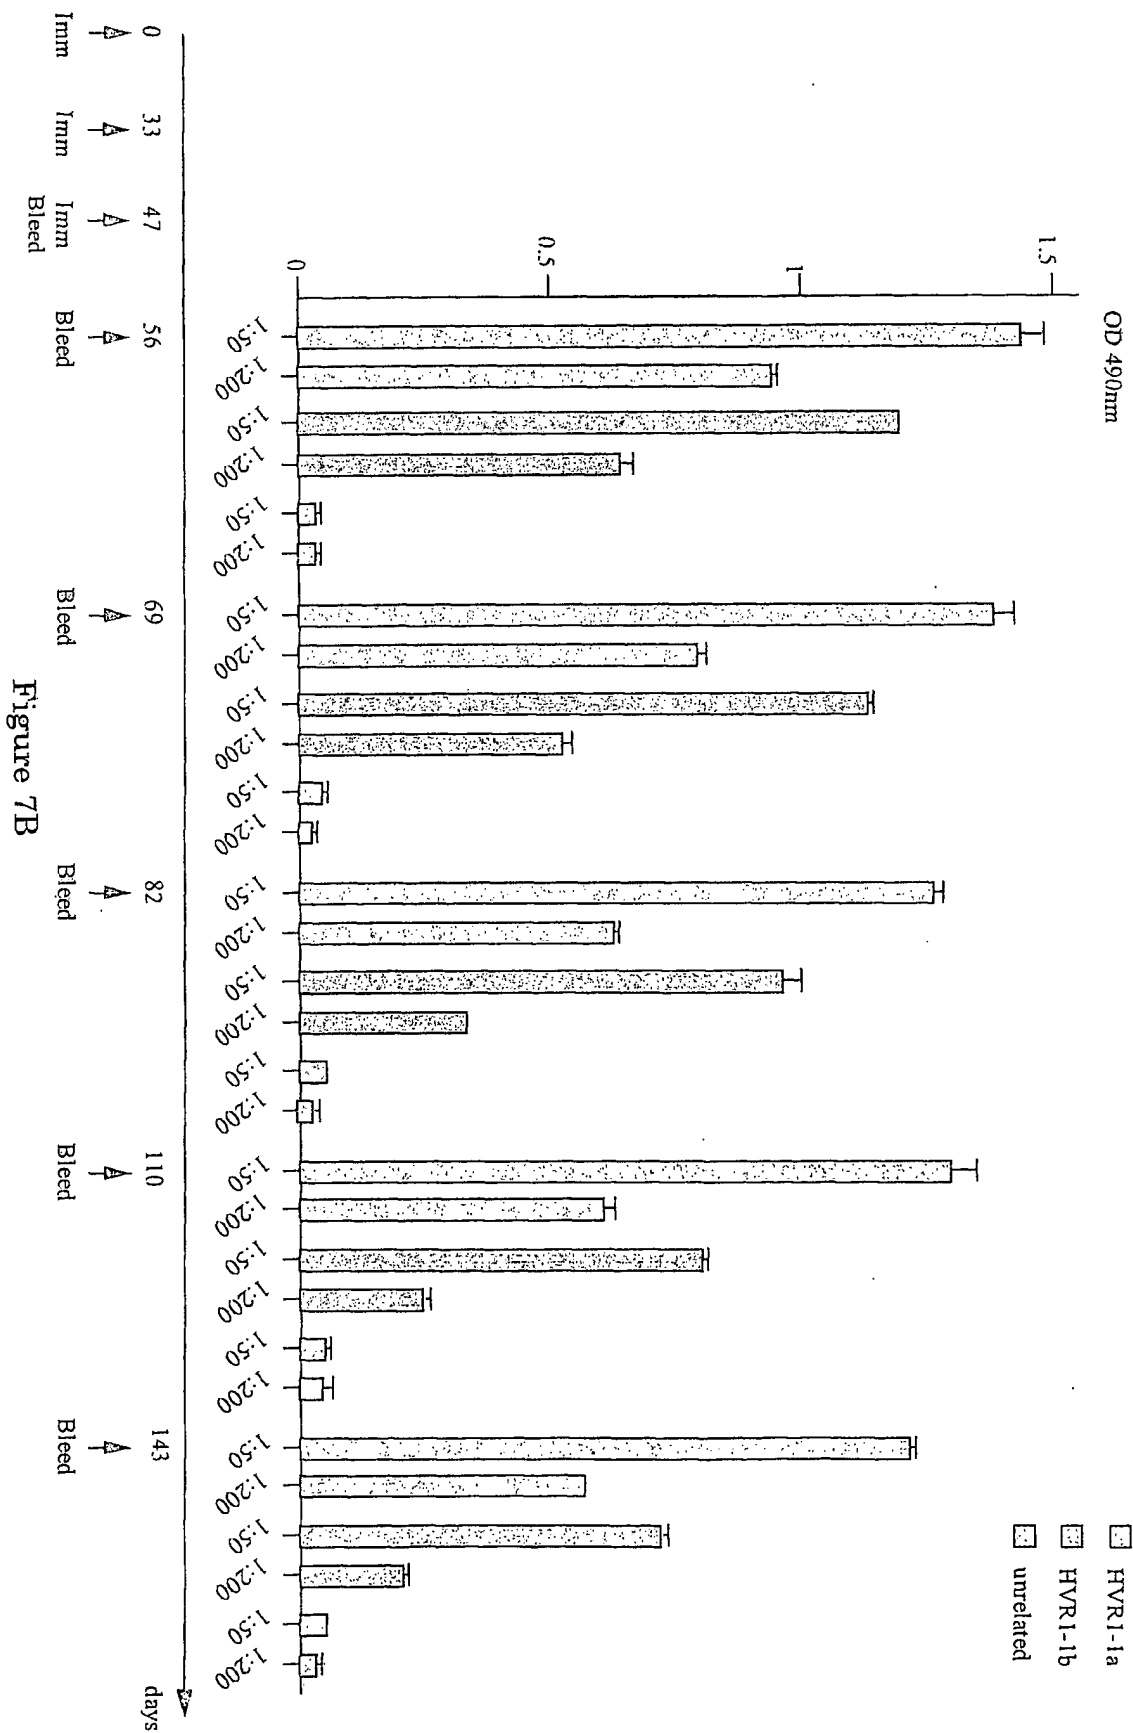 OD 490nm
HVR1-1a
HVR1-1b
unrelated
1.5
1
0.5
0
1:50 1:200 1:50 1:200 1:50 1:200 1:50 1:200 1:50 1:200 1:50 1:200 1:50 1:200 1:50 1:200 1:50 1:200 1:50 1:200 1:50 1:200 1:50 1:200 1:50 1:200 1:50 1:200 1:50 1:200
0 33 47 56 69 82 110 143 days
Imm Imm Imm Bleed Bleed Bleed Bleed Bleed
Bleed
Figure 7B